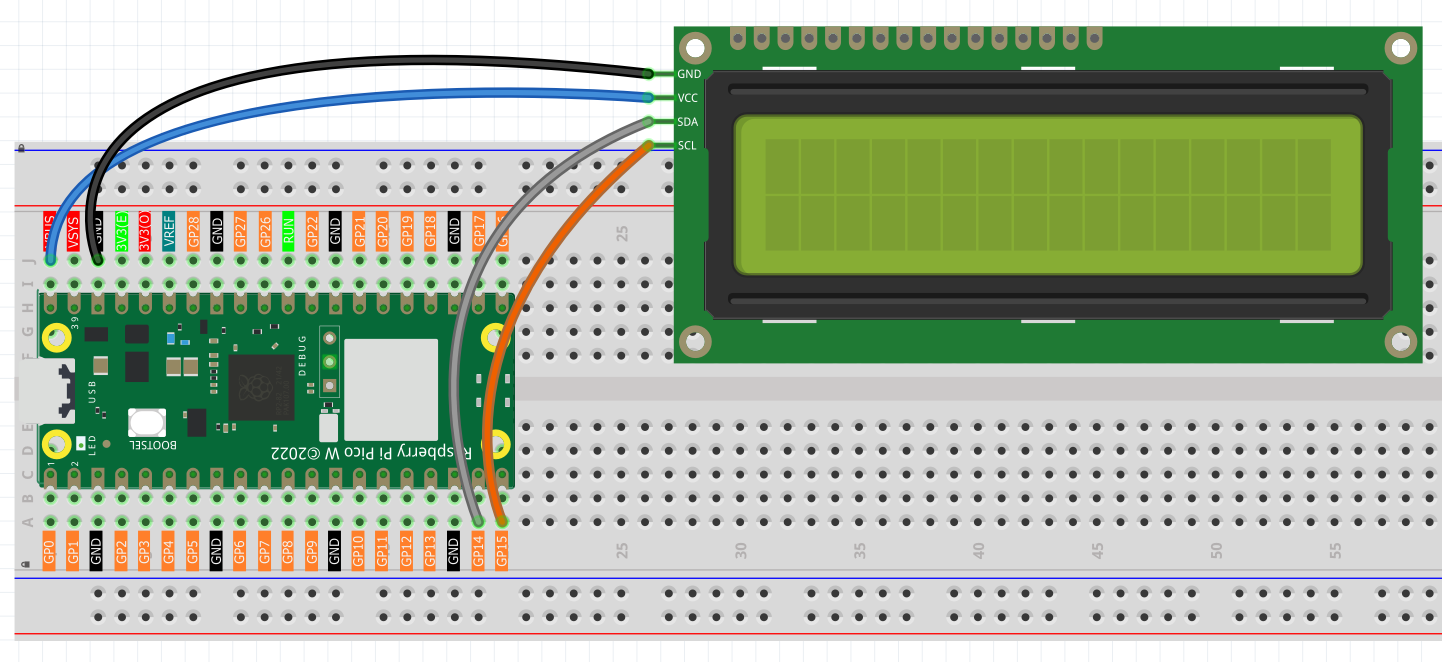 GND
VCC
SDA
SCL
VBUS
VSYS
GND
3V3(E)
3V3(O)
VREF
GP28
GND
GP27
GP26
RUN
GP22
GND
GP21
GP20
GP19
GP18
GND
GP17
25
J
I
H
G
F
39
DEBUG
USB
BOOTSEL
LED
1
2
Raspberry Pi Pico W ©2022
E
D
C
B
A
GP0
GP1
GND
GP2
GP3
GP4
GP5
GND
GP6
GP7
GP8
GP9
GND
GP10
GP11
GP12
GP13
GND
GP14
GP15
25
30
35
40
45
50
55